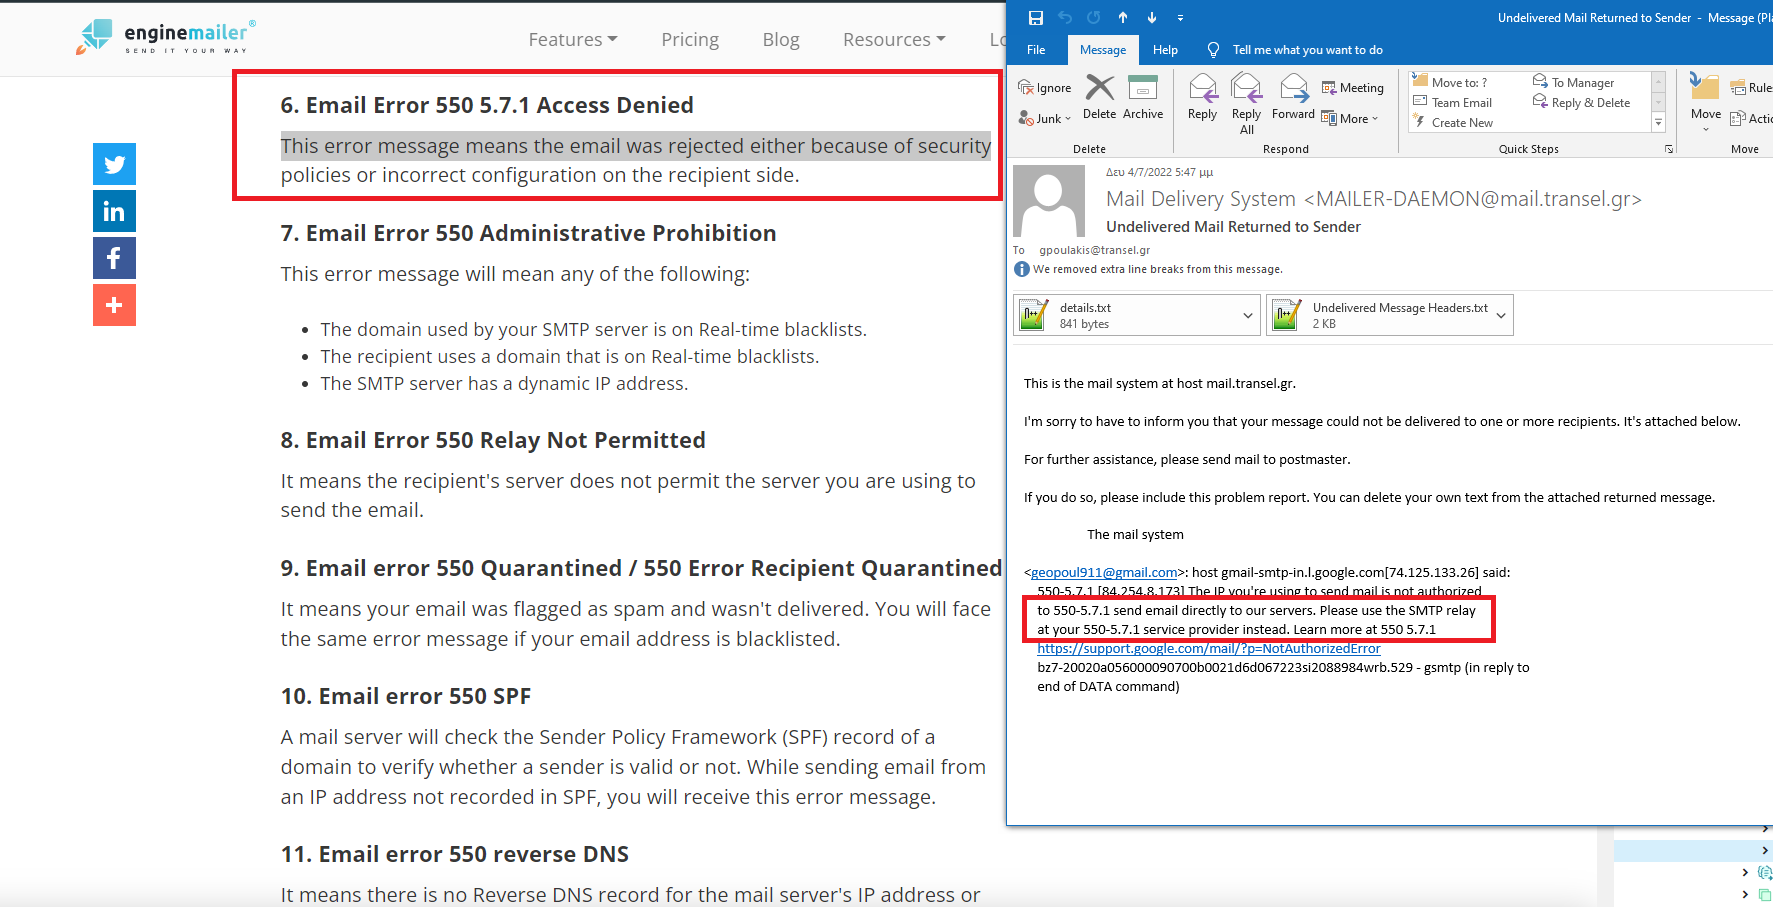 enginemailer®
SEND IT YOUR WAY
Features
Pricing
Blog
Resources
6. Email Error 550 5.7.1 Access Denied
This error message means the email was rejected either because of security
policies or incorrect configuration on the recipient side.
7. Email Error 550 Administrative Prohibition
This error message will mean any of the following:
• The domain used by your SMTP server is on Real-time blacklists.
• The recipient uses a domain that is on Real-time blacklists.
• The SMTP server has a dynamic IP address.
8. Email Error 550 Relay Not Permitted
It means the recipient's server does not permit the server you are using to
send the email.
9. Email error 550 Quarantined / 550 Error Recipient Quarantined
It means your email was flagged as spam and wasn't delivered. You will face
the same error message if your email address is blacklisted.
10. Email error 550 SPF
A mail server will check the Sender Policy Framework (SPF) record of a
domain to verify whether a sender is valid or not. While sending email from
an IP address not recorded in SPF, you will receive this error message.
11. Email error 550 reverse DNS
It means there is no Reverse DNS record for the mail server's IP address or
Undelivered Mail Returned to Sender - Message (Pla
File
Message
Help
Tell me what you want to do
Ignore
Junk
Delete
Archive
Delete
Reply
Reply All
Forward
Meeting
More
Respond
Move to: ?
Team Email
Create New
To Manager
Reply & Delete
Quick Steps
Move
Rules
Move
Δευ 4/7/2022 5:47 μμ
Mail Delivery System <MAILER-DAEMON@mail.transel.gr>
Undelivered Mail Returned to Sender
To gpoulakis@transel.gr
We removed extra line breaks from this message.
details.txt
841 bytes
Undelivered Message Headers.txt
2 KB
This is the mail system at host mail.transel.gr.
I'm sorry to have to inform you that your message could not be delivered to one or more recipients. It's attached below.
For further assistance, please send mail to postmaster.
If you do so, please include this problem report. You can delete your own text from the attached returned message.
The mail system
<geopoul911@gmail.com>: host gmail-smtp-in.l.google.com[74.125.133.26] said:
550-5.7.1 [84.254.8.173] The IP you're using to send mail is not authorized
to 550-5.7.1 send email directly to our servers. Please use the SMTP relay
at your 550-5.7.1 service provider instead. Learn more at 550 5.7.1
https://support.google.com/mail/?p=NotAuthorizedError
bz7-20020a056000090700b0021d6d067223si2088984wrb.529 - gsmtp (in reply to
end of DATA command)